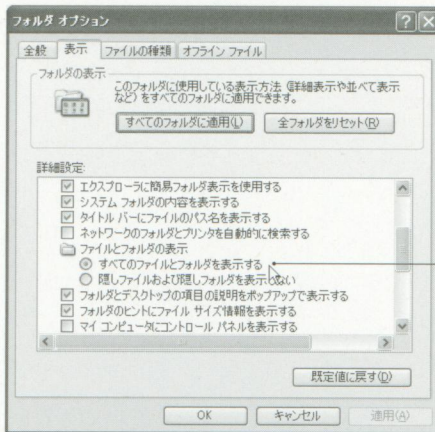 フォルダ オプション
全般 表示 ファイルの種類 オフライン ファイル
フォルダの表示
このフォルダに使用している表示方法 (詳細表示や並べて表示
など) をすべてのフォルダに適用できます。
すべてのフォルダに適用(L) 全フォルダをリセット(R)
詳細設定:
エクスプローラに簡易フォルダ表示を使用する
システム フォルダの内容を表示する
タイトル バーにファイルのパス名を表示する
ネットワークのフォルダとプリンタを自動的に検索する
ファイルとフォルダの表示
すべてのファイルとフォルダを表示する
隠しファイルおよび隠しフォルダを表示しない
フォルダとデスクトップの項目の説明をポップアップで表示する
フォルダのヒントにファイル サイズ情報を表示する
マイ コンピュータにコントロール パネルを表示する
既定値に戻す(D)
OK キャンセル 適用(A)